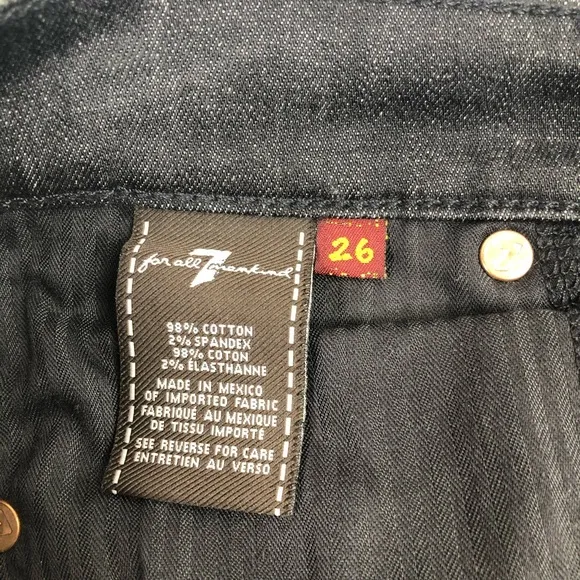 for all 7 mankind
26
98% COTTON
2% SPANDEX
98% COTON
2% ÉLASTHANNE
MADE IN MEXICO
OF IMPORTED FABRIC
FABRIQUÉ AU MEXIQUE
DE TISSU IMPORTÉ
SEE REVERSE FOR CARE
ENTRETIEN AU VERSO